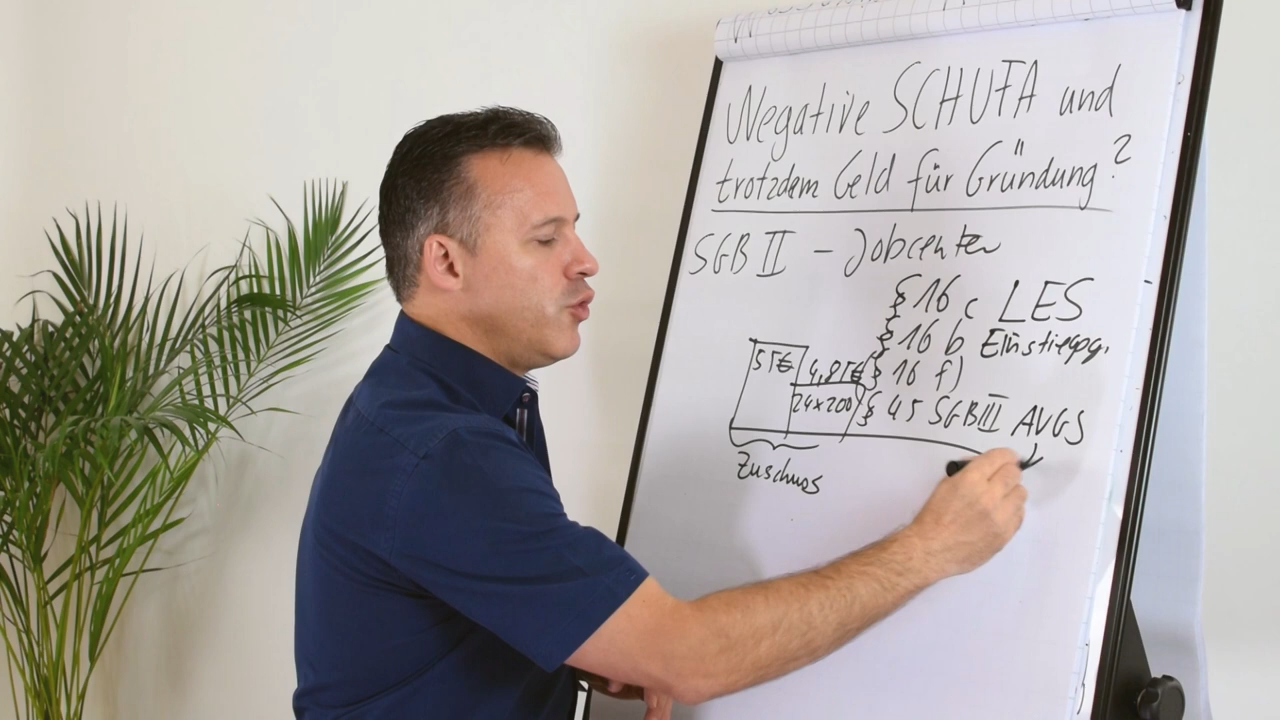 Negative SCHUFA und
trotzdem Geld für Gründung?
SGB II - Jobcenter
§ 16 c LES
§ 16 b Einstiegsg.
§ 16 f)
§ 45 SGB III AVGS
5T€
4,8T€
24x200
Zuschuss